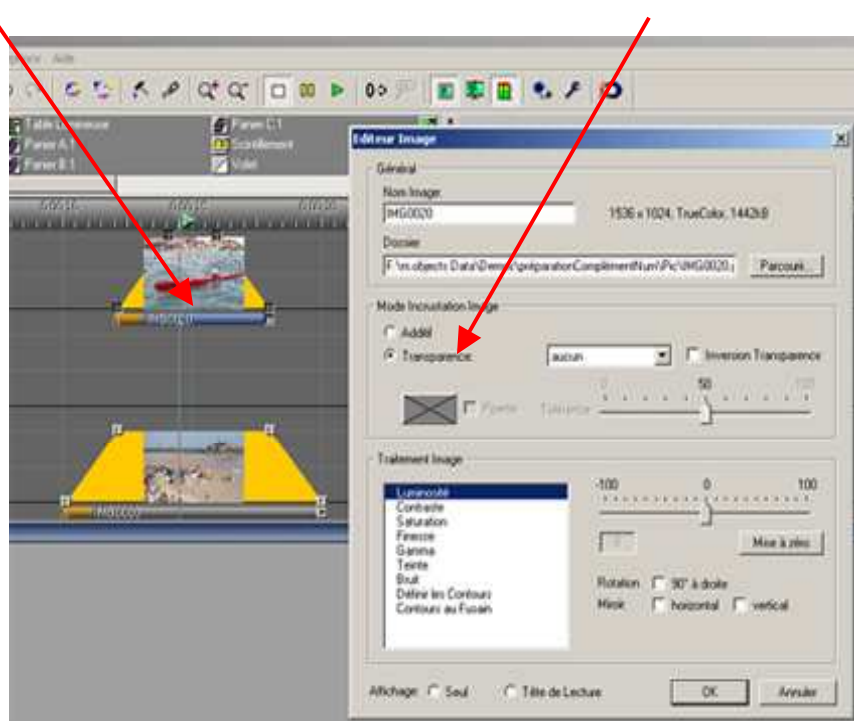 Aide
Table Lumineuse
Panier C:1
Panier A:1
Scintillement
Panier B:1
Volet
Editeur Image
Général
Nom Image:
IMG0020
1536 x 1024, TrueColor, 1442kB
Dossier
Parcourir...
Mode Incrustation Image
Additif
Transparence:
aucun
Inversion Transparence
0 50 100
Tolérance
Traitement Image
Luminosité
Contraste
Saturation
Finesse
Gamma
Teinte
Bruit
Définir les Contours
Contours au Fusain
-100 0 100
Mise à zéro
Rotation 90° à droite
Miroir horizontal vertical
Affichage: Seul Tête de Lecture
OK Annuler
IMG0020